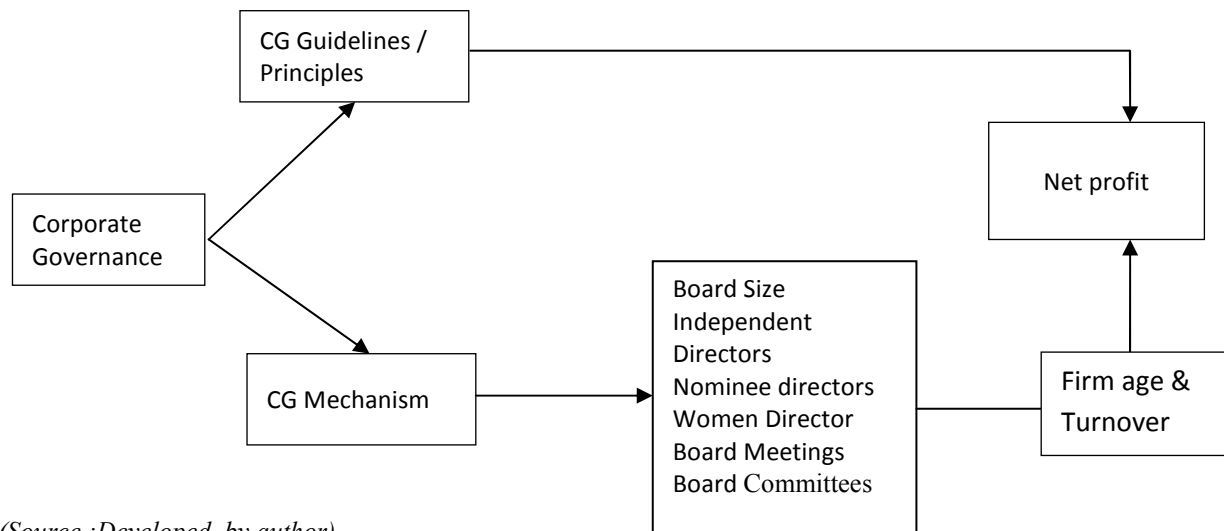 CG Guidelines /
Principles
Net profit
Corporate
Governance
Board Size
Independent
Directors
Nominee directors
Women Director
Board Meetings
Board Committees
CG Mechanism
Firm age &
Turnover
(Source :Developed by author)